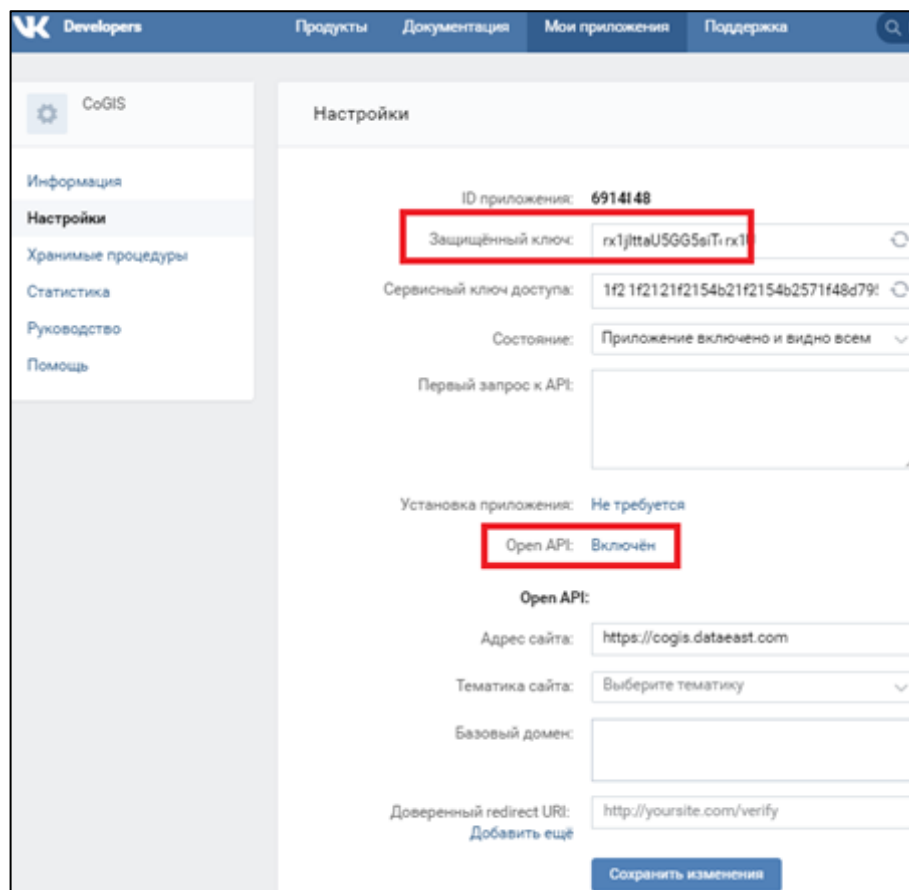 Developers Продукты Документация Мои приложения Поддержка
CoGIS
Информация
Настройки
Хранимые процедуры
Статистика
Руководство
Помощь
Настройки
ID приложения:
Защищённый ключ:
Сервисный ключ доступа:
Состояние: Приложение включено и видно всем
Первый запрос к API:
Установка приложения: Не требуется
Open API: Включён
Open API:
Адрес сайта: https://cogis.dataeast.com
Тематика сайта: Выберите тематику
Базовый домен:
Доверенный redirect URI: http://yoursite.com/verify
Добавить ещё
Сохранить изменения